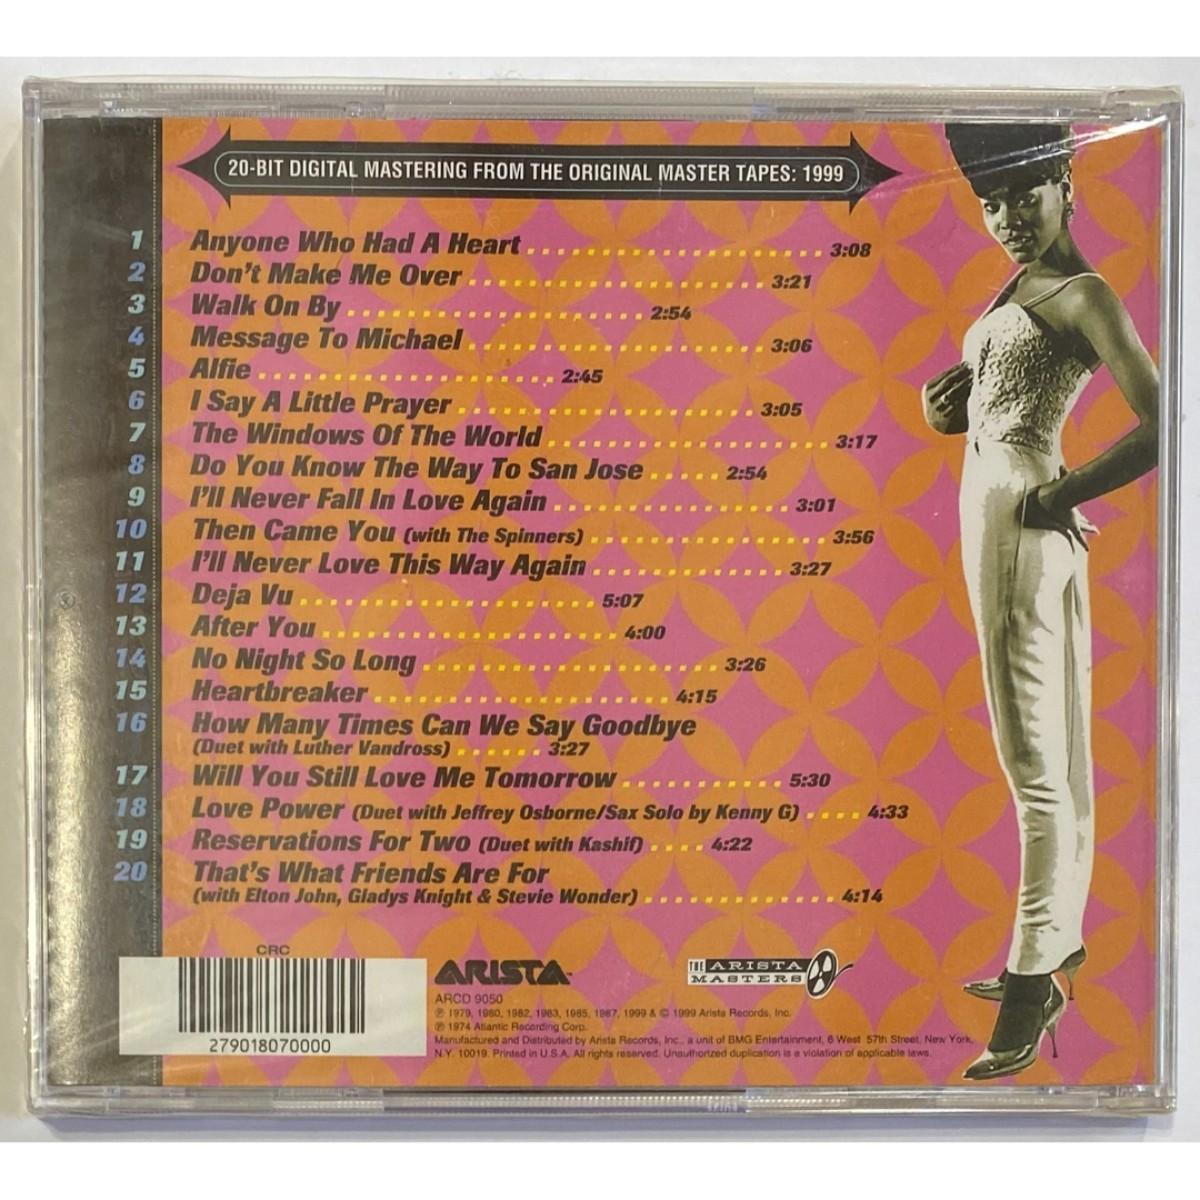 20-BIT DIGITAL MASTERING FROM THE ORIGINAL MASTER TAPES: 1999
1 Anyone Who Had A Heart 3:08
2 Don't Make Me Over 3:21
3 Walk On By 2:54
4 Message To Michael 3:06
5 Alfie 2:45
6 I Say A Little Prayer 3:05
7 The Windows Of The World 3:17
8 Do You Know The Way To San Jose 2:54
9 I'll Never Fall In Love Again 3:01
10 Then Came You (with The Spinners) 3:56
11 I'll Never Love This Way Again 3:27
12 Deja Vu 5:07
13 After You 4:00
14 No Night So Long 3:26
15 Heartbreaker 4:15
16 How Many Times Can We Say Goodbye
(Duet with Luther Vandross) 3:27
17 Will You Still Love Me Tomorrow 5:30
18 Love Power (Duet with Jeffrey Osborne/Sax Solo by Kenny G) 4:33
19 Reservations For Two (Duet with Kashif) 4:22
20 That's What Friends Are For
(with Elton John, Gladys Knight & Stevie Wonder) 4:14
CRC
279018070000
ARISTA
THE ARISTA
MASTERS
ARCD 9050
℗ 1979, 1980, 1982, 1983, 1985, 1987, 1999 & © 1999 Arista Records, Inc.
℗ 1974 Atlantic Recording Corp.
Manufactured and Distributed by Arista Records, Inc., a unit of BMG Entertainment, 6 West 57th Street, New York,
N.Y. 10019. Printed in U.S.A. All rights reserved. Unauthorized duplication is a violation of applicable laws.